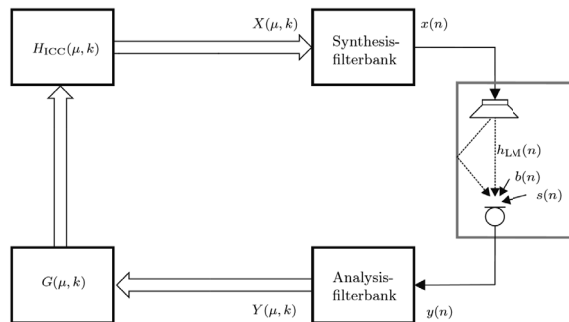 X(μ, k)
x(n)
H_ICC(μ, k)
Synthesis-
filterbank
h_LM(n)
b(n)
s(n)
G(μ, k)
Analysis-
filterbank
Y(μ, k)
y(n)